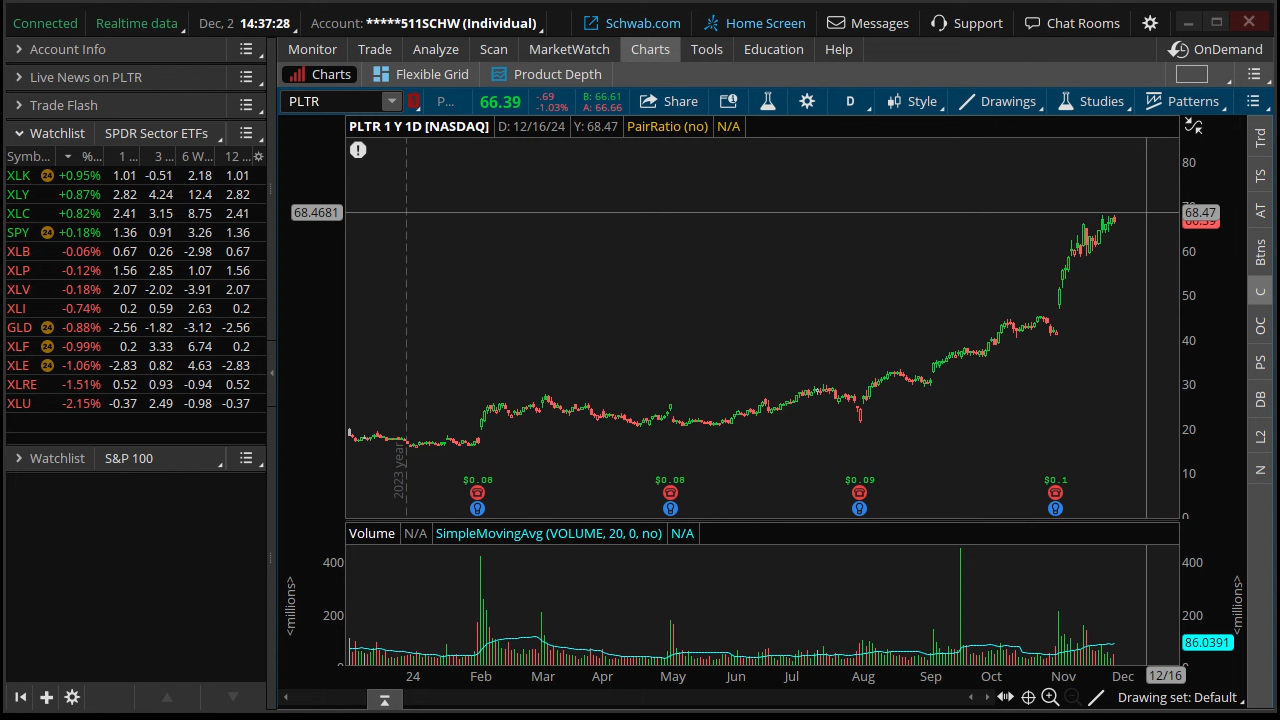 Connected Realtime data Dec, 2 14:37:28 Account: *****511SCHW (Individual) Schwab.com Home Screen Messages Support Chat Rooms
Account Info
Live News on PLTR
Trade Flash
Watchlist SPDR Sector ETFs
Symb... %... 1 ... 3 ... 6 W... 12 ...
XLK 24 +0.95% 1.01 -0.51 2.18 1.01
XLY +0.87% 2.82 4.24 12.4 2.82
XLC +0.82% 2.41 3.15 8.75 2.41
SPY 24 +0.18% 1.36 0.91 3.26 1.36
XLB -0.06% 0.67 0.26 -2.98 0.67
XLP -0.12% 1.56 2.85 1.07 1.56
XLV -0.18% 2.07 -2.02 -3.91 2.07
XLI -0.74% 0.2 0.59 2.63 0.2
GLD 24 -0.88% -2.56 -1.82 -3.12 -2.56
XLF 24 -0.99% 0.2 3.33 6.74 0.2
XLE 24 -1.06% -2.83 0.82 4.63 -2.83
XLRE -1.51% 0.52 0.93 -0.94 0.52
XLU -2.15% -0.37 2.49 -0.98 -0.37
Watchlist S&P 100
Monitor Trade Analyze Scan MarketWatch Charts Tools Education Help OnDemand
Charts Flexible Grid Product Depth
PLTR 1 P... 66.39 -.69 B: 66.61 Share D Style Drawings Studies Patterns
-1.03% A: 66.66
PLTR 1 Y 1D [NASDAQ] D: 12/16/24 Y: 68.47 PairRatio (no) N/A
80
68.4681 68.47
60
50
40
30
20
10
0
2023 year
$0.08 $0.08 $0.09 $0.1
Volume N/A SimpleMovingAvg (VOLUME, 20, 0, no) N/A
400 400
200 200
86.0391
0 0
<millions> <millions>
24 Feb Mar Apr May Jun Jul Aug Sep Oct Nov Dec 12/16
Drawing set: Default
Trd
TS
AT
Btns
C
OC
PS
DB
L2
N